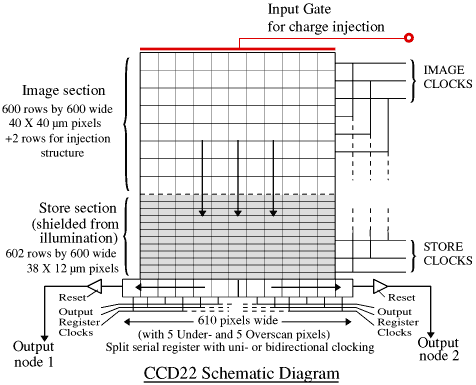 Input Gate
for charge injection
Image section
600 rows by 600 wide
40 X 40 µm pixels
+2 rows for injection
structure
IMAGE
CLOCKS
Store section
(shielded from
illumination)
602 rows by 600 wide
38 X 12 µm pixels
STORE
CLOCKS
Reset
Output
Register
Clocks
Output
node 1
610 pixels wide
(with 5 Under- and 5 Overscan pixels)
Split serial register with uni- or bidirectional clocking
Reset
Output
Register
Clocks
Output
node 2
CCD22 Schematic Diagram